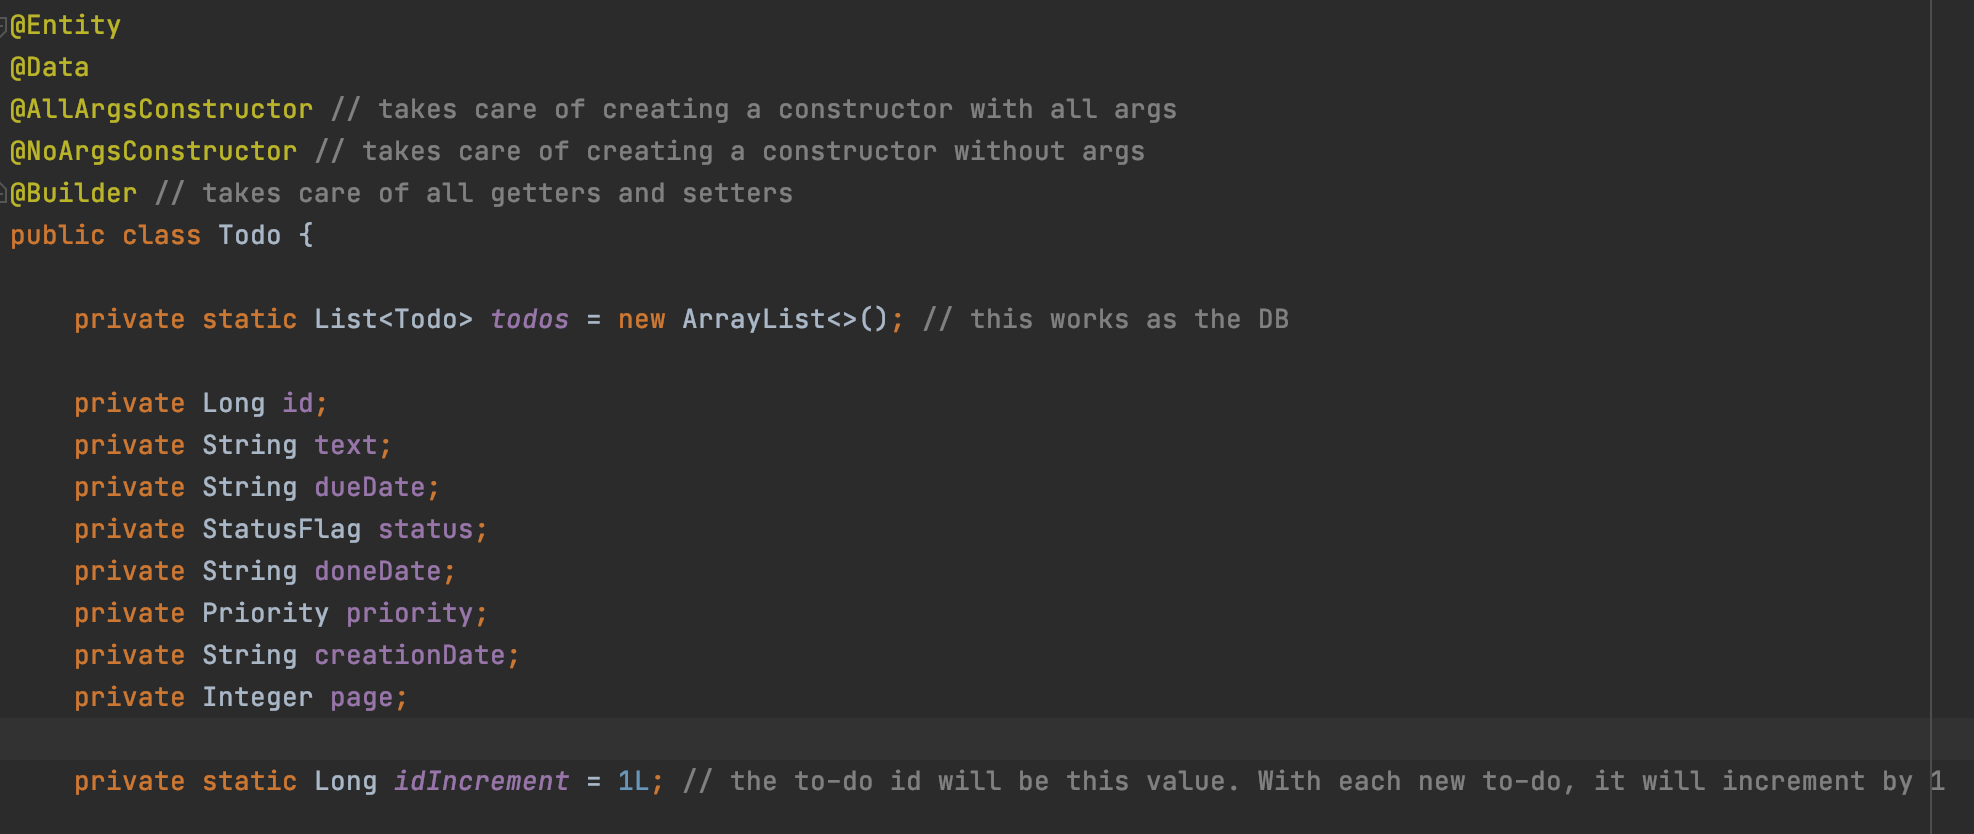 @Entity
@Data
@AllArgsConstructor // takes care of creating a constructor with all args
@NoArgsConstructor // takes care of creating a constructor without args
@Builder // takes care of all getters and setters
public class Todo {
private static List<Todo> todos = new ArrayList<>(); // this works as the DB
private Long id;
private String text;
private String dueDate;
private StatusFlag status;
private String doneDate;
private Priority priority;
private String creationDate;
private Integer page;
private static Long idIncrement = 1L; // the to-do id will be this value. With each new to-do, it will increment by 1